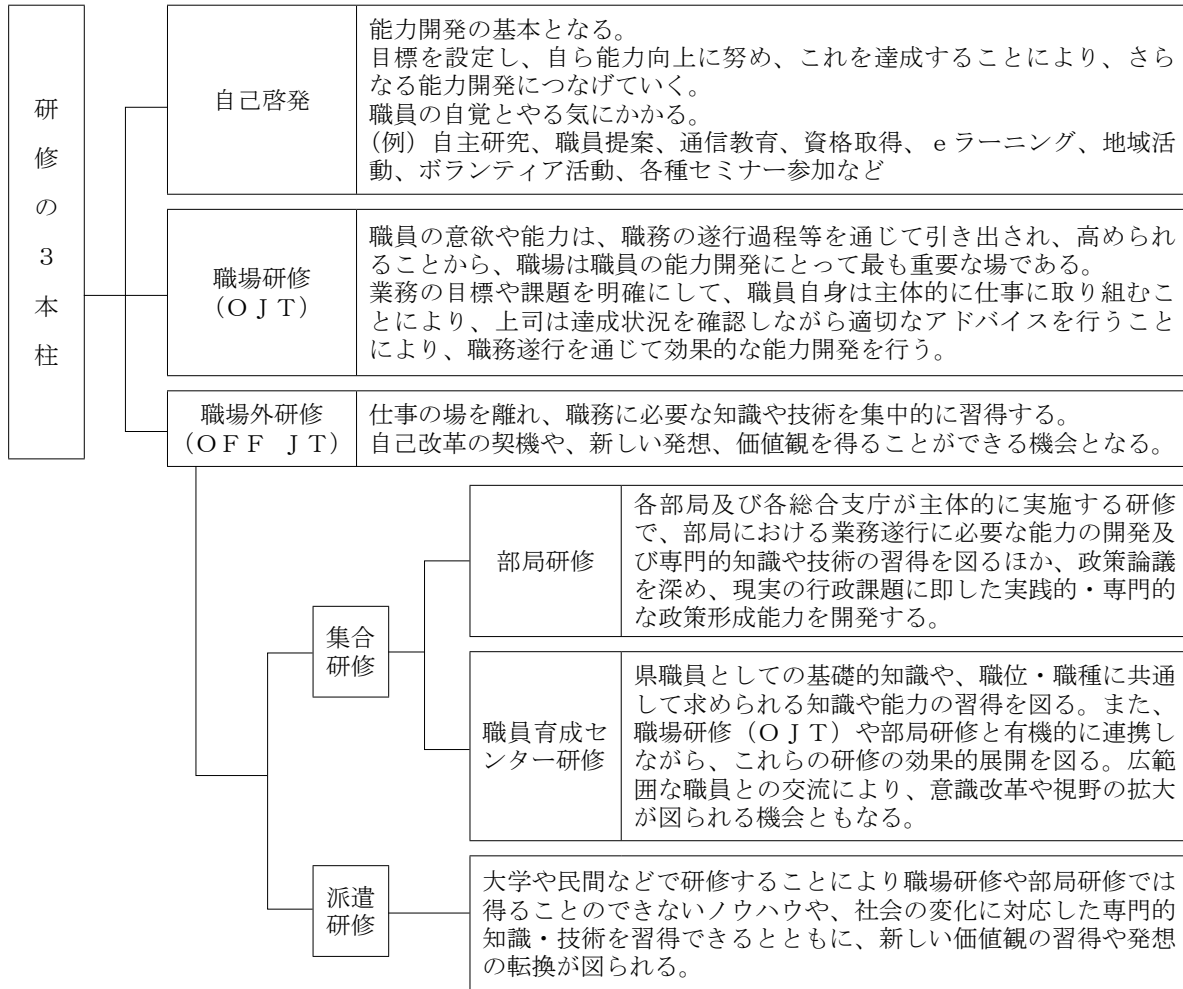 研修の3本柱
自己啓発
能力開発の基本となる。
目標を設定し、自ら能力向上に努め、これを達成することにより、さら
なる能力開発につなげていく。
職員の自覚とやる気にかかる。
(例)自主研究、職員提案、通信教育、資格取得、eラーニング、地域活
動、ボランティア活動、各種セミナー参加など
職場研修
(OJT)
職員の意欲や能力は、職務の遂行過程等を通じて引き出され、高められ
ることから、職場は職員の能力開発にとって最も重要な場である。
業務の目標や課題を明確にして、職員自身は主体的に仕事に取り組むこ
とにより、上司は達成状況を確認しながら適切なアドバイスを行うこと
により、職務遂行を通じて効果的な能力開発を行う。
職場外研修
(OFF JT)
仕事の場を離れ、職務に必要な知識や技術を集中的に習得する。
自己改革の契機や、新しい発想、価値観を得ることができる機会となる。
集合
研修
部局研修
各部局及び各総合支庁が主体的に実施する研修
で、部局における業務遂行に必要な能力の開発及
び専門的知識や技術の習得を図るほか、政策論議
を深め、現実の行政課題に即した実践的・専門的
な政策形成能力を開発する。
職員育成セ
ンター研修
県職員としての基礎的知識や、職位・職種に共通
して求められる知識や能力の習得を図る。また、
職場研修(OJT)や部局研修と有機的に連携し
ながら、これらの研修の効果的展開を図る。広範
囲な職員との交流により、意識改革や視野の拡大
が図られる機会ともなる。
派遣
研修
大学や民間などで研修することにより職場研修や部局研修では
得ることのできないノウハウや、社会の変化に対応した専門的
知識・技術を習得できるとともに、新しい価値観の習得や発想
の転換が図られる。